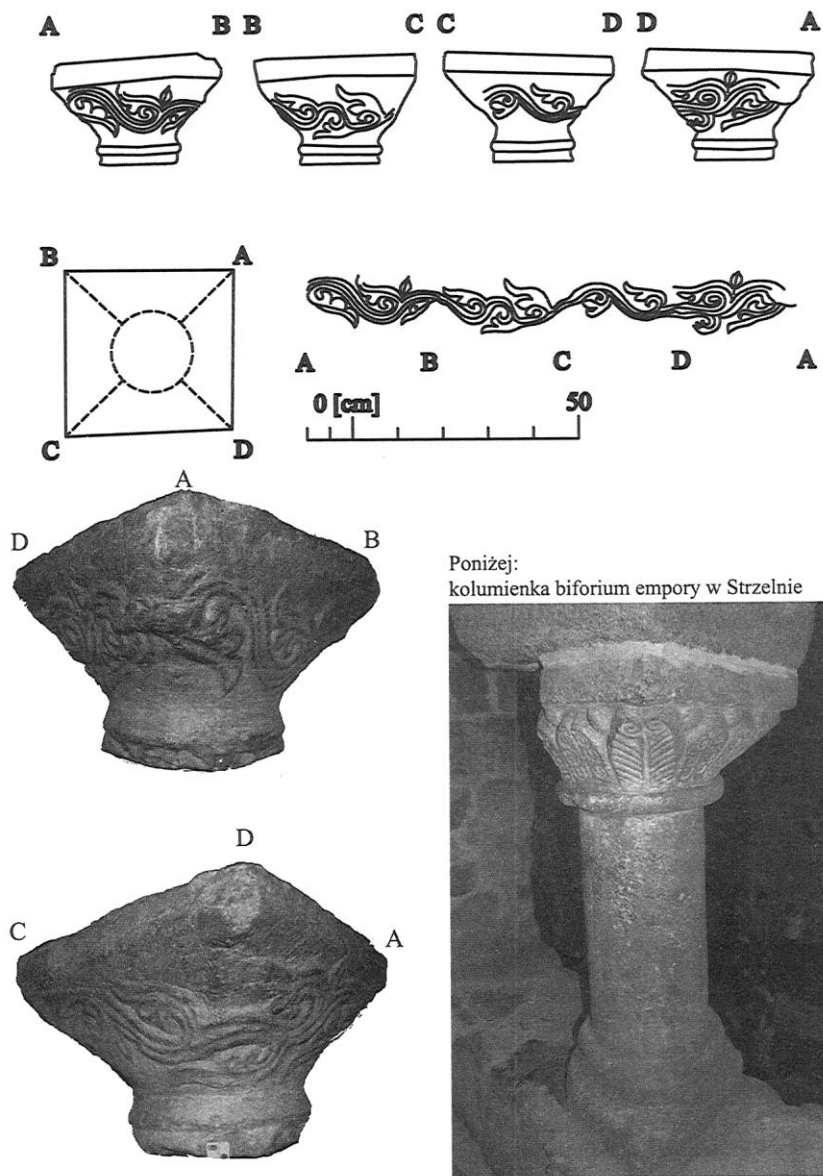 A B B C C D D A
B A
C D
A B C D A
0 [cm] 50
A
D B
Poniżej:
kolumienka biforium empory w Strzelnie
D
C A